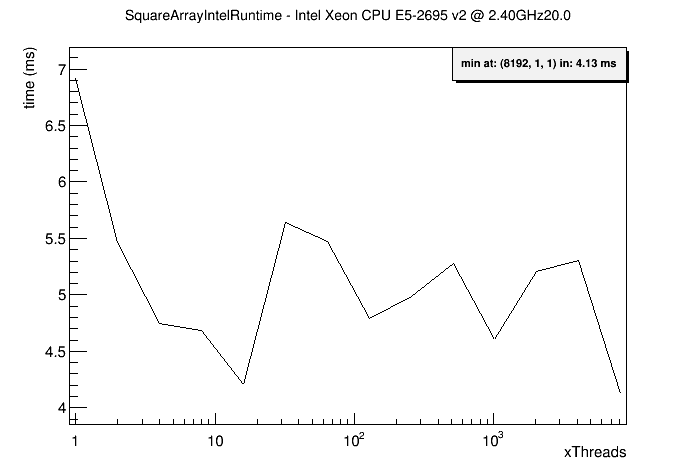 SquareArrayIntelRuntime - Intel Xeon CPU E5-2695 v2 @ 2.40GHz20.0
time (ms)
min at: (8192, 1, 1) in: 4.13 ms
7
6.5
6
5.5
5
4.5
4
1 10 10² 10³
xThreads